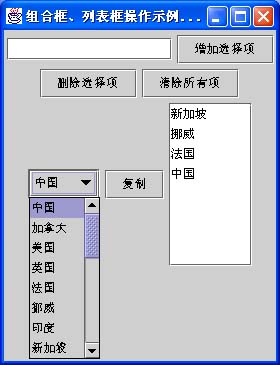 组合框、列表框操作示例...
增加选择项
删除选择项
清除所有项
新加坡
挪威
法国
中国
中国
复制
中国
加拿大
美国
英国
法国
挪威
印度
新加坡